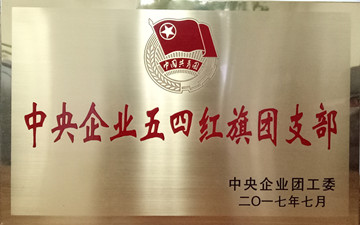 中国共青团
中央企业五四红旗团支部
中央企业团工委
二〇一七年七月